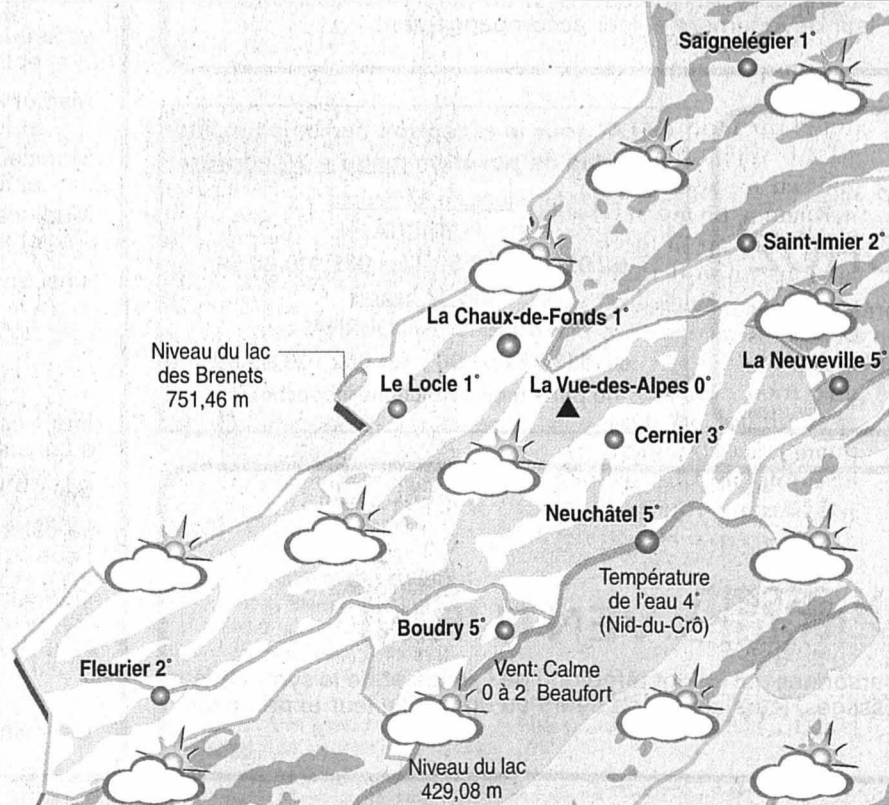 Saignelégier 1°
Saint-Imier 2°
La Chaux-de-Fonds 1°
Niveau du lac
des Brenets
751,46 m
La Neuveville 5°
Le Locle 1°
La Vue-des-Alpes 0°
Cernier 3°
Neuchâtel 5°
Température
de l'eau 4°
(Nid-du-Crô)
Boudry 5°
Fleurier 2°
Vent: Calme
0 à 2 Beaufort
Niveau du lac
429,08 m